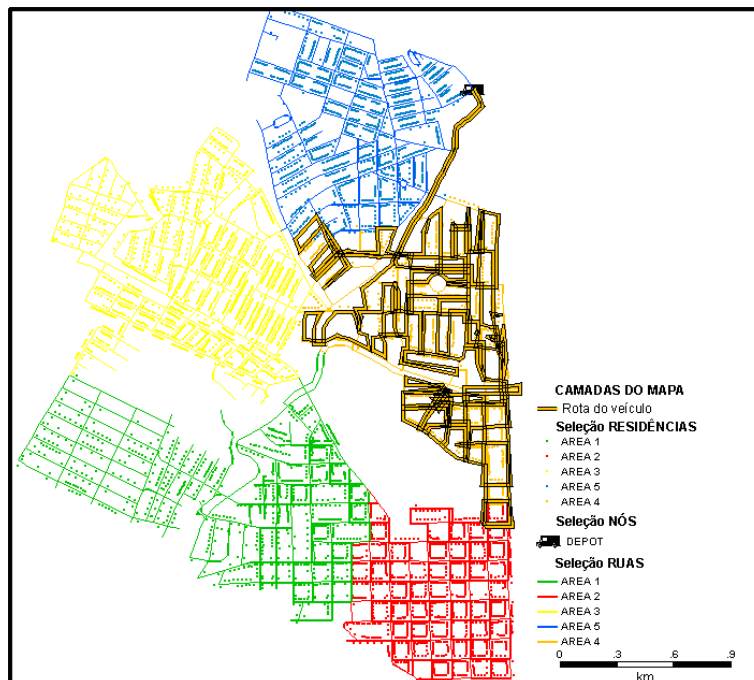 CAMADAS DO MAPA
Rota do veículo
Seleção RESIDÊNCIAS
AREA 1
AREA 2
AREA 3
AREA 5
AREA 4
Seleção NÓS
DEPOT
Seleção RUAS
AREA 1
AREA 2
AREA 3
AREA 5
AREA 4
0 .3 .6 .9
km